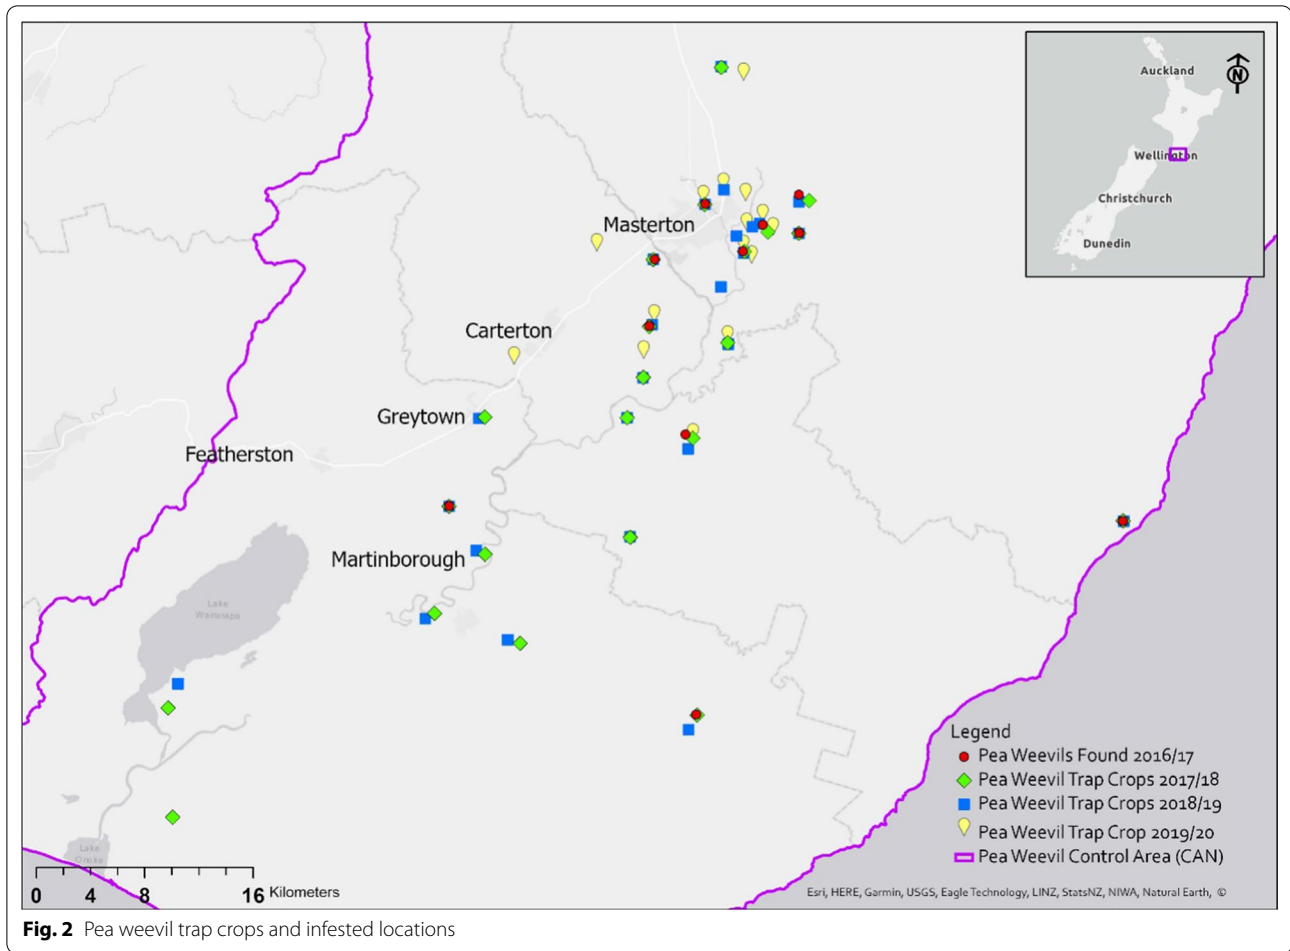 Auckland
N
Wellington
Christchurch
Dunedin
Masterton
Carterton
Greytown
Featherston
Martinborough
Lake
Wairarapa
Legend
Pea Weevils Found 2016/17
Pea Weevil Trap Crops 2017/18
Pea Weevil Trap Crops 2018/19
Pea Weevil Trap Crop 2019/20
Pea Weevil Control Area (CAN)
Lake
Onoke
0 4 8 16 Kilometers
Esri, HERE, Garmin, USGS, Eagle Technology, LINZ, StatsNZ, NIWA, Natural Earth, ©
Fig. 2 Pea weevil trap crops and infested locations